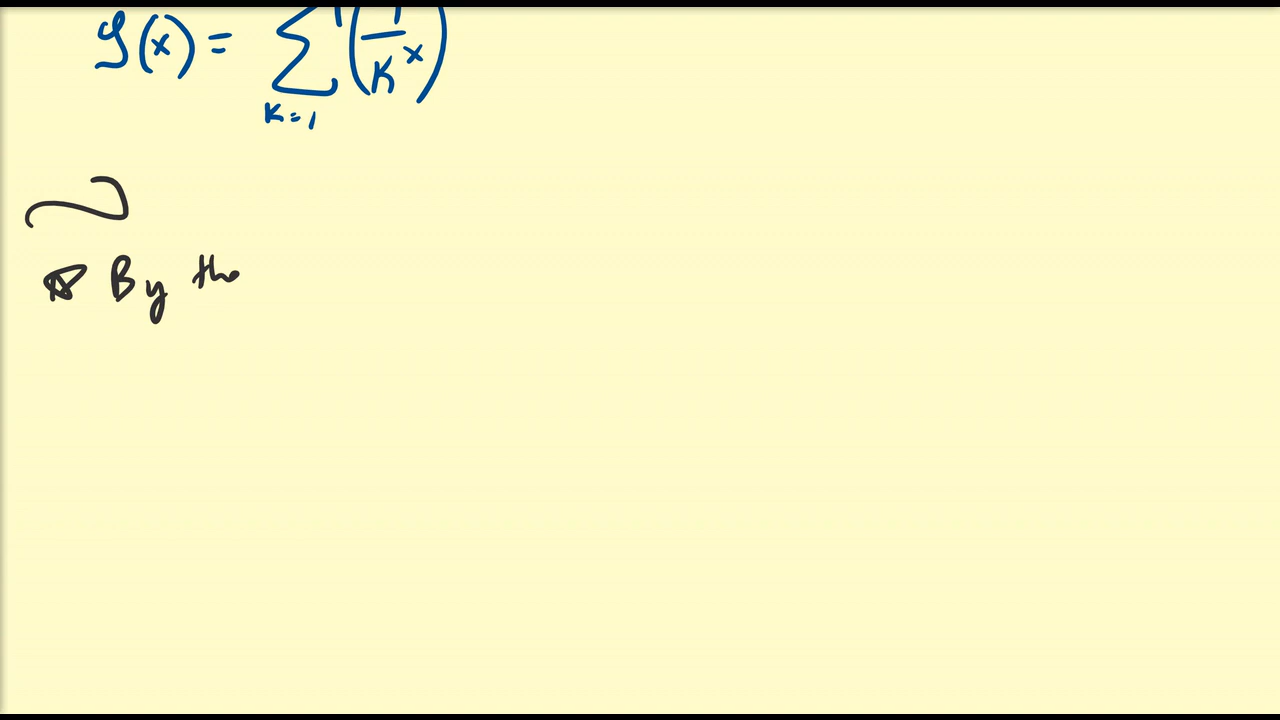 ζ(x) = ∑ (1/K^x)
K=1
☆ By the